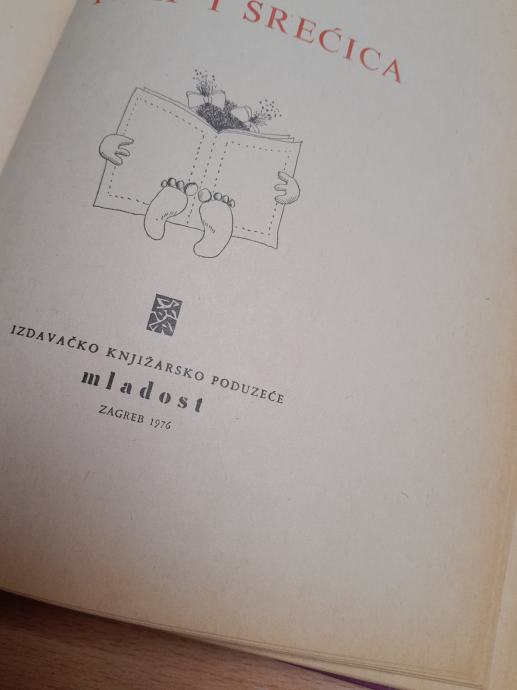 I SREĆICA
IZDAVAČKO KNJIŽARSKO PODUZEĆE
mladost
ZAGREB 1976